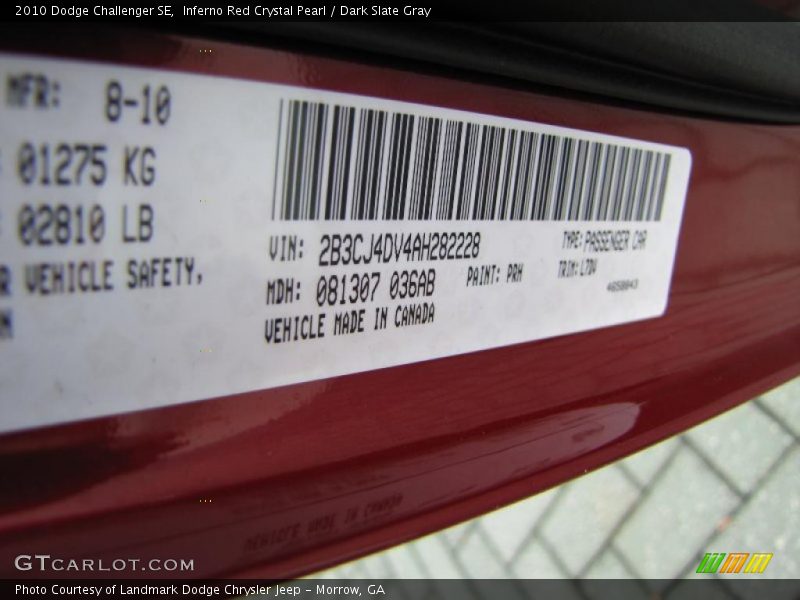 2010 Dodge Challenger SE,  Inferno Red Crystal Pearl / Dark Slate Gray
MFR: 8-10
01275 KG
02810 LB
R VEHICLE SAFETY,
N
VIN: 2B3CJ4DV4AH282228
TYPE: PASSENGER CAR
MDH: 081307 036AB
PAINT: PRH
TRIM: L7DV
VEHICLE MADE IN CANADA
GTCARLOT.COM
Photo Courtesy of Landmark Dodge Chrysler Jeep - Morrow, GA